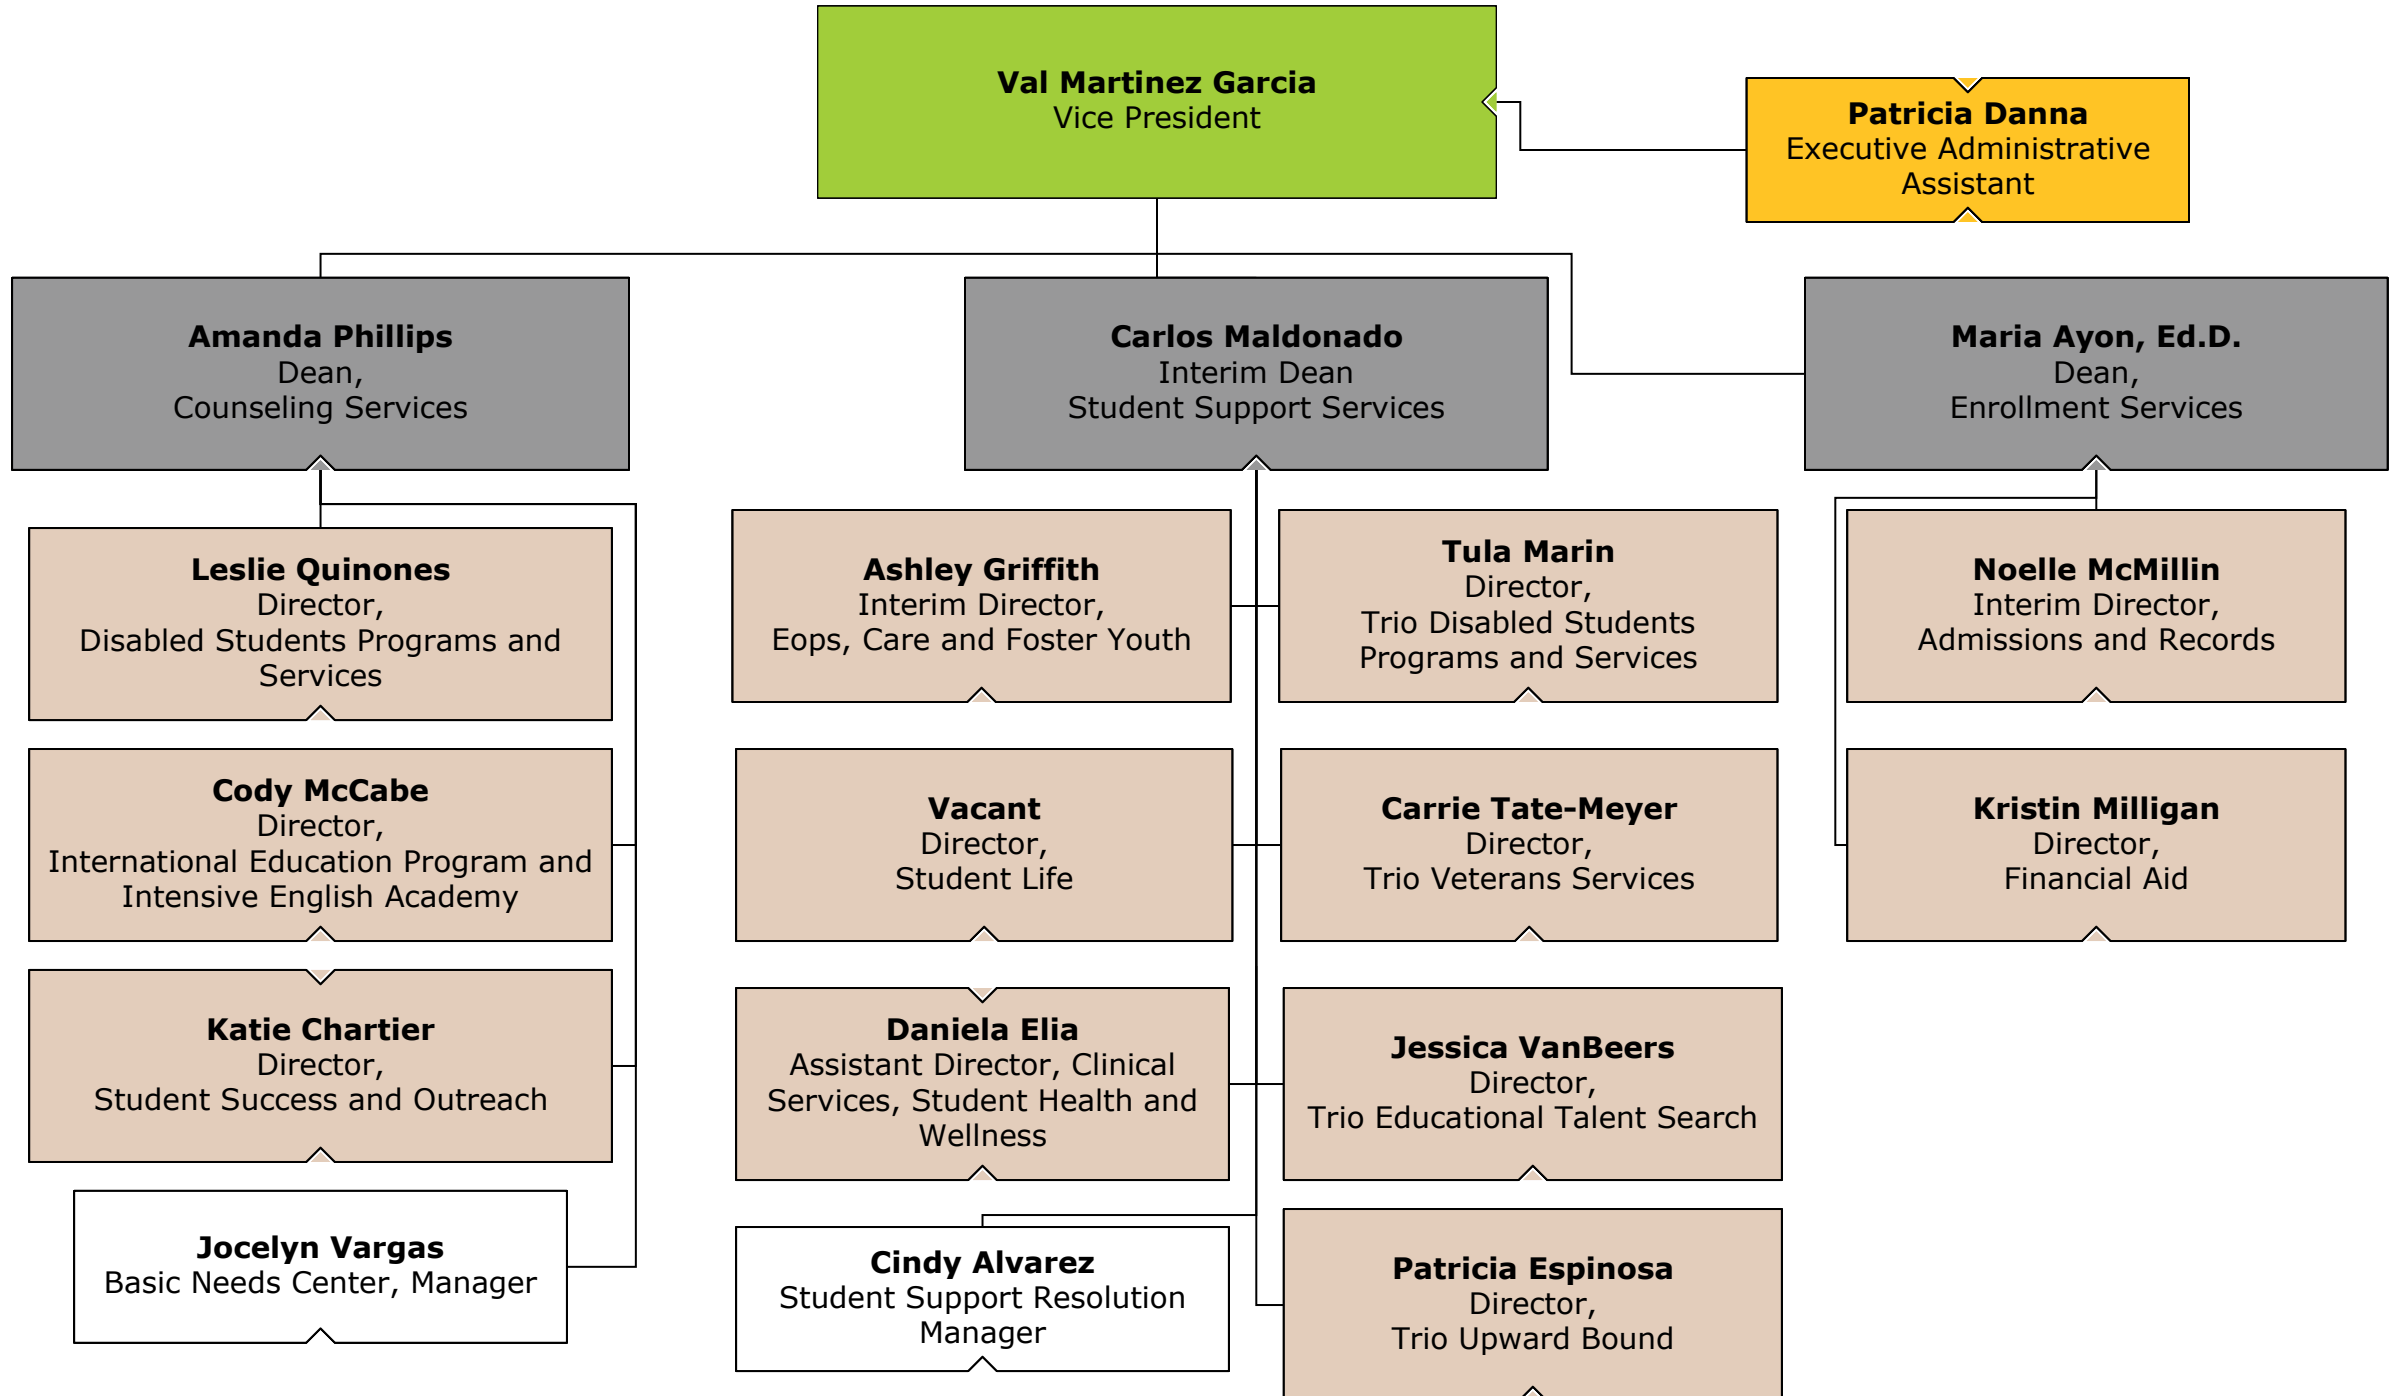 Val Martinez Garcia
Vice President
Patricia Danna
Executive Administrative
Assistant
Amanda Phillips
Dean,
Counseling Services
Carlos Maldonado
Interim Dean
Student Support Services
Maria Ayon, Ed.D.
Dean,
Enrollment Services
Leslie Quinones
Director,
Disabled Students Programs and
Services
Cody McCabe
Director,
International Education Program and
Intensive English Academy
Katie Chartier
Director,
Student Success and Outreach
Jocelyn Vargas
Basic Needs Center, Manager
Ashley Griffith
Interim Director,
Eops, Care and Foster Youth
Tula Marin
Director,
Trio Disabled Students
Programs and Services
Vacant
Director,
Student Life
Carrie Tate-Meyer
Director,
Trio Veterans Services
Daniela Elia
Assistant Director, Clinical
Services, Student Health and
Wellness
Jessica VanBeers
Director,
Trio Educational Talent Search
Cindy Alvarez
Student Support Resolution
Manager
Patricia Espinosa
Director,
Trio Upward Bound
Noelle McMillin
Interim Director,
Admissions and Records
Kristin Milligan
Director,
Financial Aid